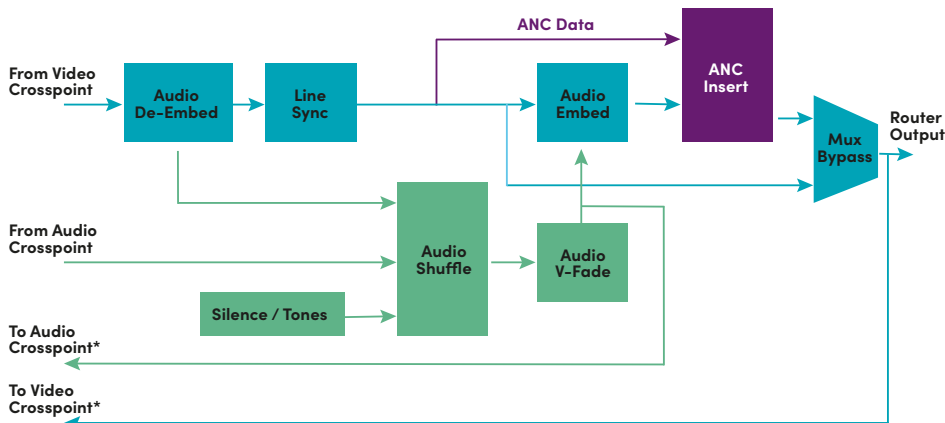 ANC Data
From Video
Crosspoint
Audio
De-Embed
Line
Sync
Audio
Embed
ANC
Insert
Mux
Bypass
Router
Output
From Audio
Crosspoint
Audio
Shuffle
Audio
V-Fade
Silence / Tones
To Audio
Crosspoint*
To Video
Crosspoint*